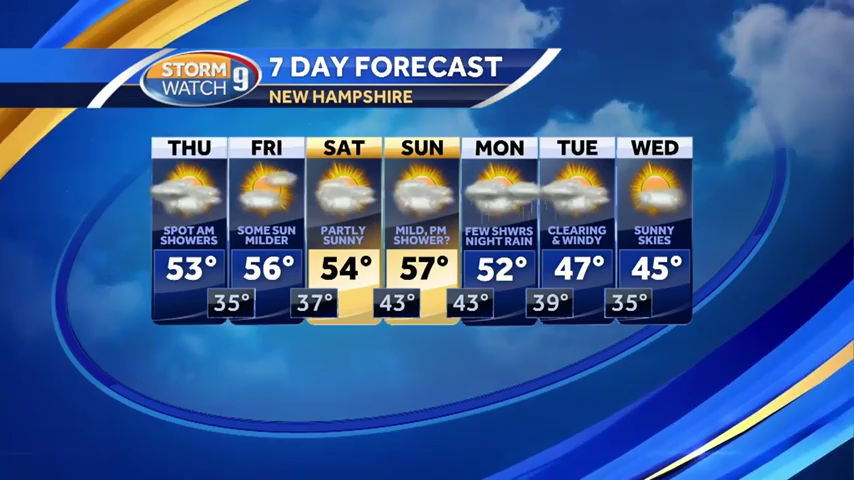 STORM
WATCH 9
7 DAY FORECAST
NEW HAMPSHIRE
THU FRI SAT SUN MON TUE WED
SPOT AM SOME SUN PARTLY MILD, PM FEW SHWRS CLEARING SUNNY
SHOWERS MILDER SUNNY SHOWER? NIGHT RAIN & WINDY SKIES
53° 56° 54° 57° 52° 47° 45°
35° 37° 43° 43° 39° 35°